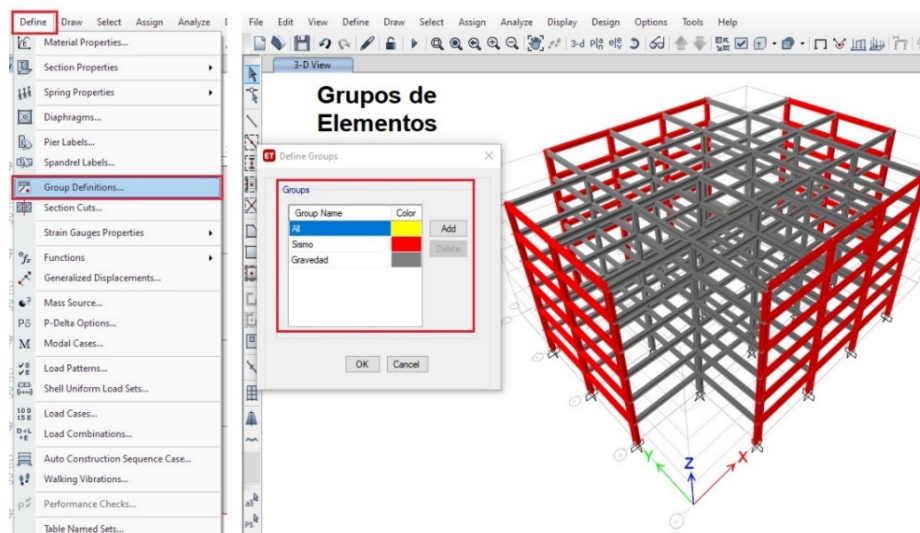 Define Draw Select Assign Analyze
Material Properties...
Section Properties
Spring Properties
Diaphragms...
Pier Labels...
Spandrel Labels...
Group Definitions...
Section Cuts...
Strain Gauges Properties
Functions
Generalized Displacements...
Mass Source...
P-Delta Options...
Modal Cases...
Load Patterns...
Shell Uniform Load Sets...
Load Cases...
Load Combinations...
Auto Construction Sequence Case...
Walking Vibrations...
Performance Checks...
Table Named Sets...
File Edit View Define Draw Select Assign Analyze Display Design Options Tools Help
3-d
3-D View
Grupos de
Elementos
ET Define Groups
Groups
Group Name Color
All
Add
Sismo
Delete
Gravedad
OK Cancel
Y Z X
all
PS